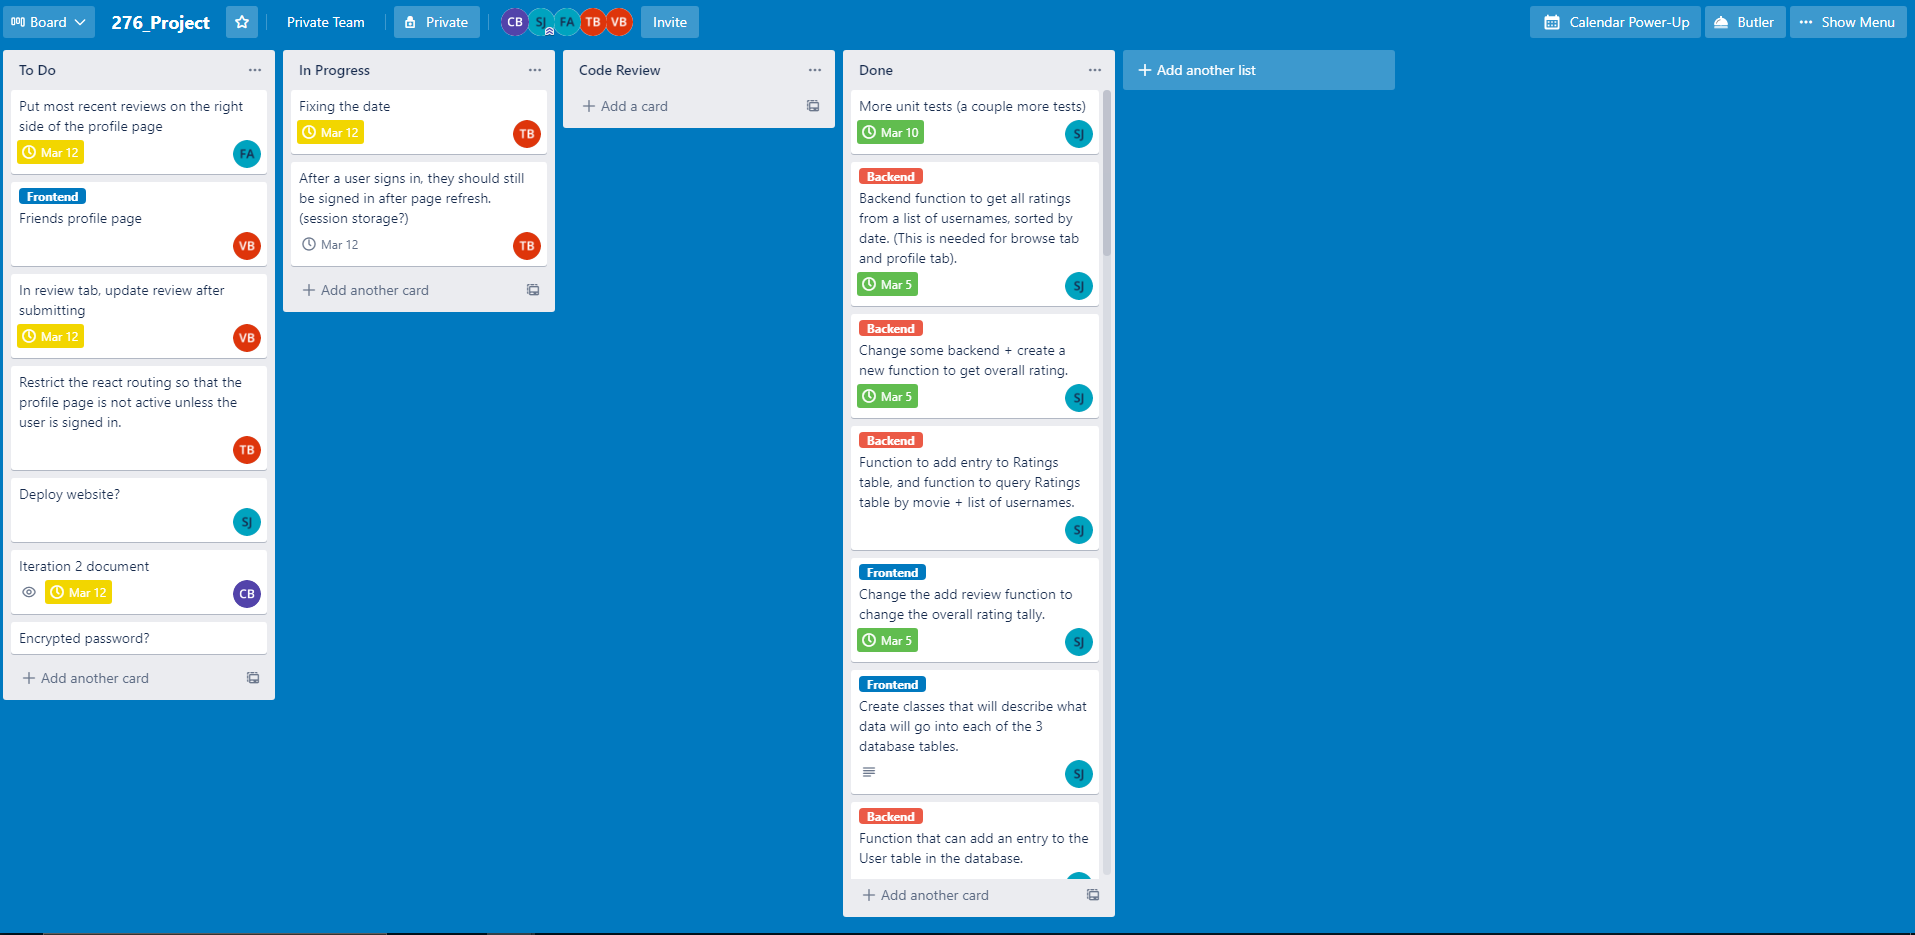 Board
276_Project
Private Team
Private
CB SJ FA TB VB
Invite
Calendar Power-Up
Butler
Show Menu
To Do
Put most recent reviews on the right
side of the profile page
Mar 12
FA
Frontend
Friends profile page
VB
In review tab, update review after
submitting
Mar 12
VB
Restrict the react routing so that the
profile page is not active unless the
user is signed in.
TB
Deploy website?
SJ
Iteration 2 document
Mar 12
CB
Encrypted password?
Add another card
In Progress
Fixing the date
Mar 12
TB
After a user signs in, they should still
be signed in after page refresh.
(session storage?)
Mar 12
TB
Add another card
Code Review
Add a card
Done
More unit tests (a couple more tests)
Mar 10
SJ
Backend
Backend function to get all ratings
from a list of usernames, sorted by
date. (This is needed for browse tab
and profile tab).
Mar 5
SJ
Backend
Change some backend + create a
new function to get overall rating.
Mar 5
SJ
Backend
Function to add entry to Ratings
table, and function to query Ratings
table by movie + list of usernames.
SJ
Frontend
Change the add review function to
change the overall rating tally.
Mar 5
SJ
Frontend
Create classes that will describe what
data will go into each of the 3
database tables.
SJ
Backend
Function that can add an entry to the
User table in the database.
Add another card
Add another list